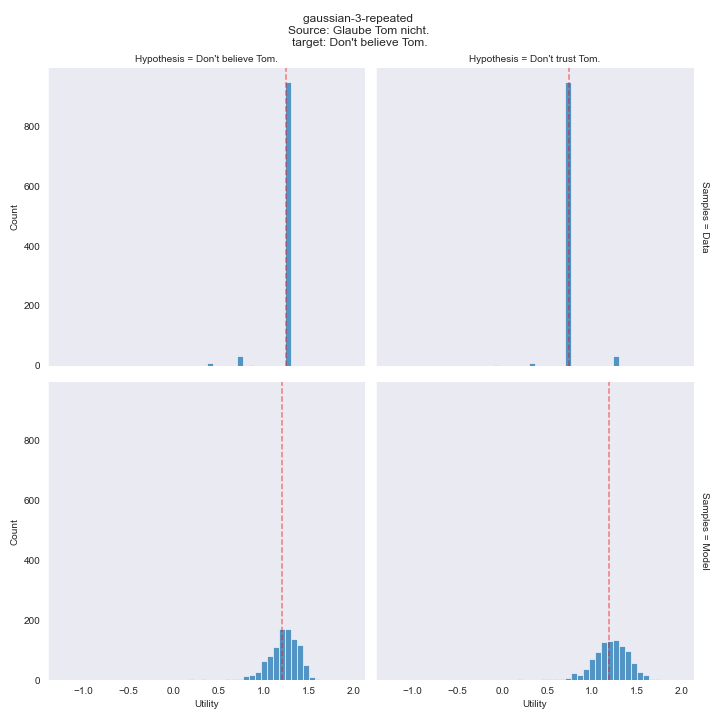 gaussian-3-repeated
Source: Glaube Tom nicht.
target: Don't believe Tom.
Hypothesis = Don't believe Tom.
Hypothesis = Don't trust Tom.
800
600
400
200
0
Count
Samples = Data
800
600
400
200
0
Count
Samples = Model
−1.0 −0.5 0.0 0.5 1.0 1.5 2.0
Utility
−1.0 −0.5 0.0 0.5 1.0 1.5 2.0
Utility